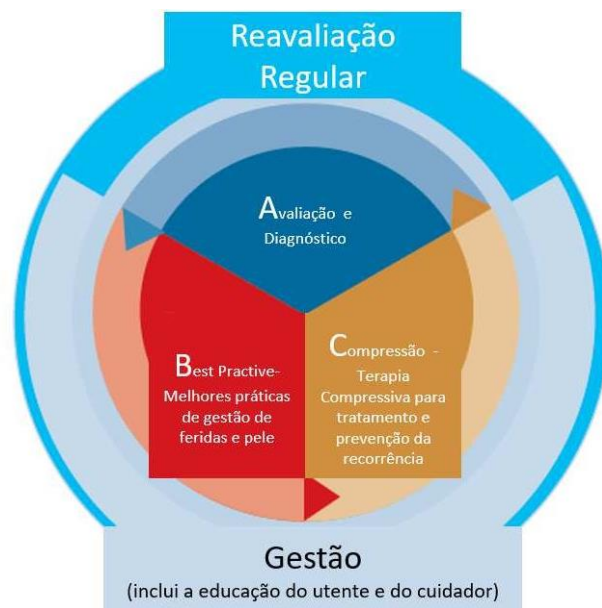 Reavaliação
Regular
Avaliação e
Diagnóstico
Best Practive-
Melhores práticas
de gestão de
feridas e pele
Compressão -
Terapia
Compressiva para
tratamento e
prevenção da
recorrência
Gestão
(inclui a educação do utente e do cuidador)